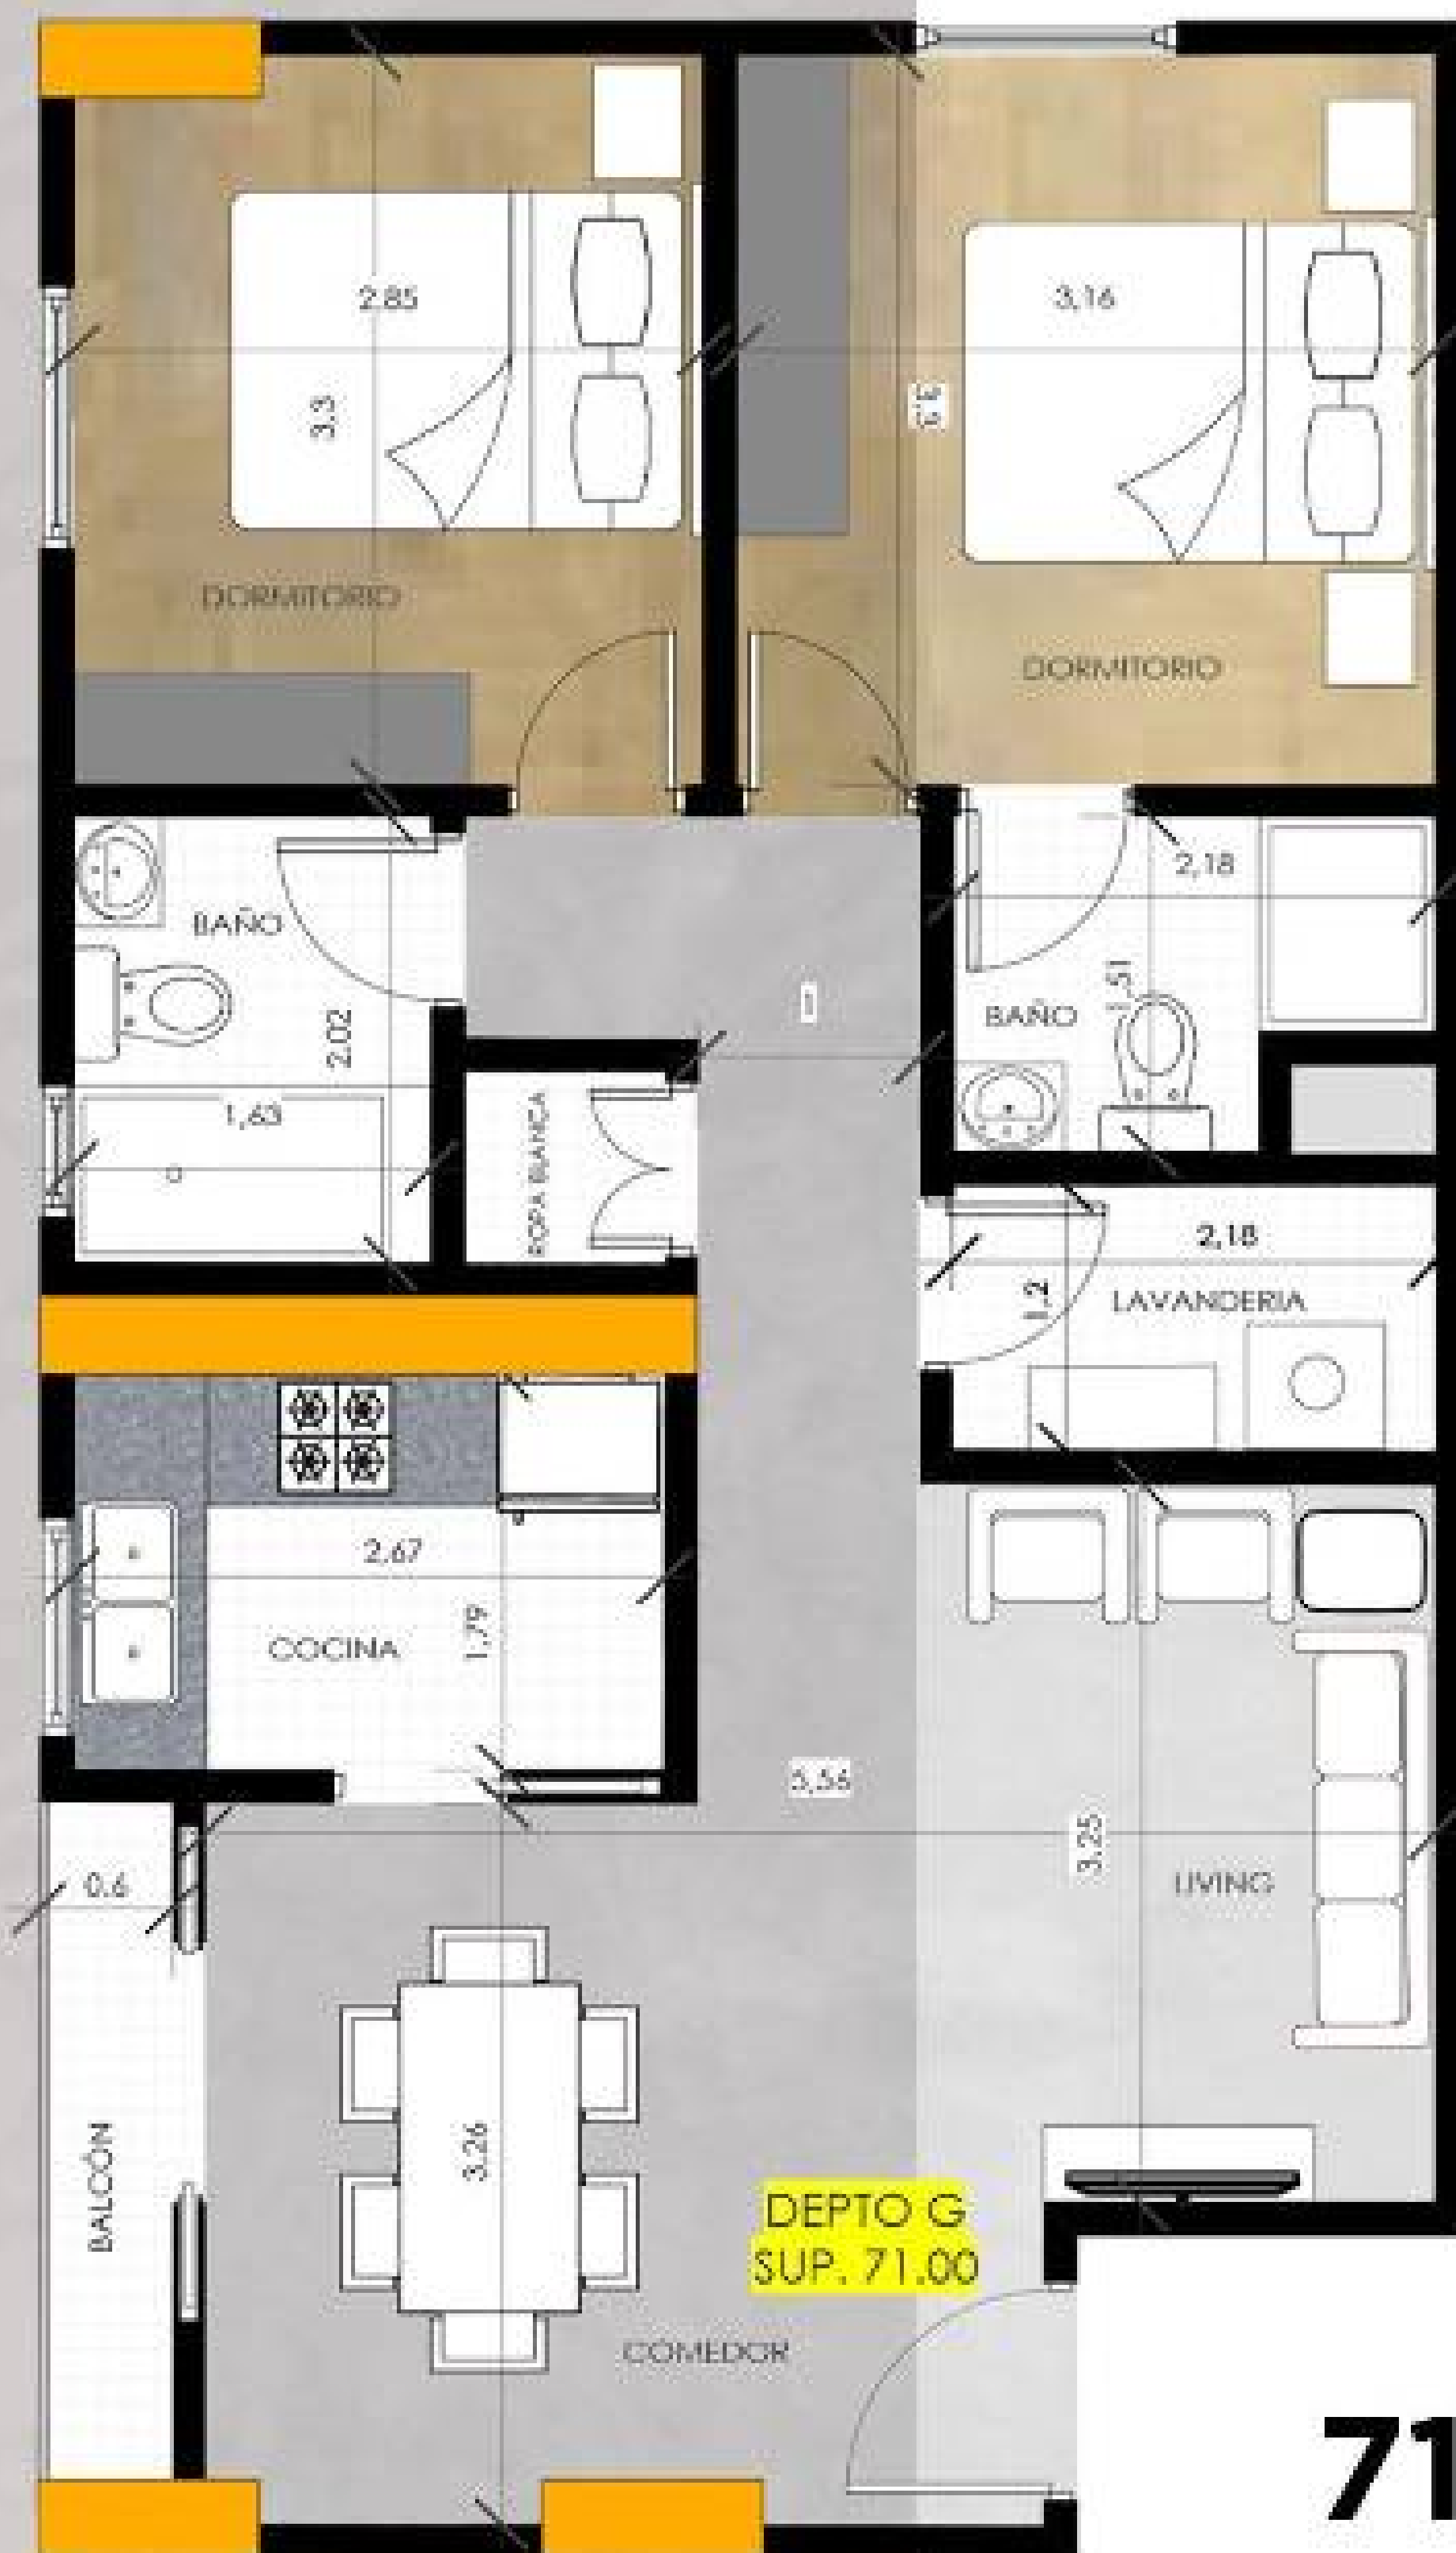 2.85
3,16
3.3
3.3
DORMITORIO
DORMITORIO
2,18
BAÑO
1
1,51
BAÑO
2.02
1,63
ROPA BLANCA
2,18
1,2
LAVANDERIA
2,67
1,79
COCINA
5,56
3.25
0.6
LIVING
3.26
BALCÓN
DEPTO G
SUP. 71.00
COMEDOR
71